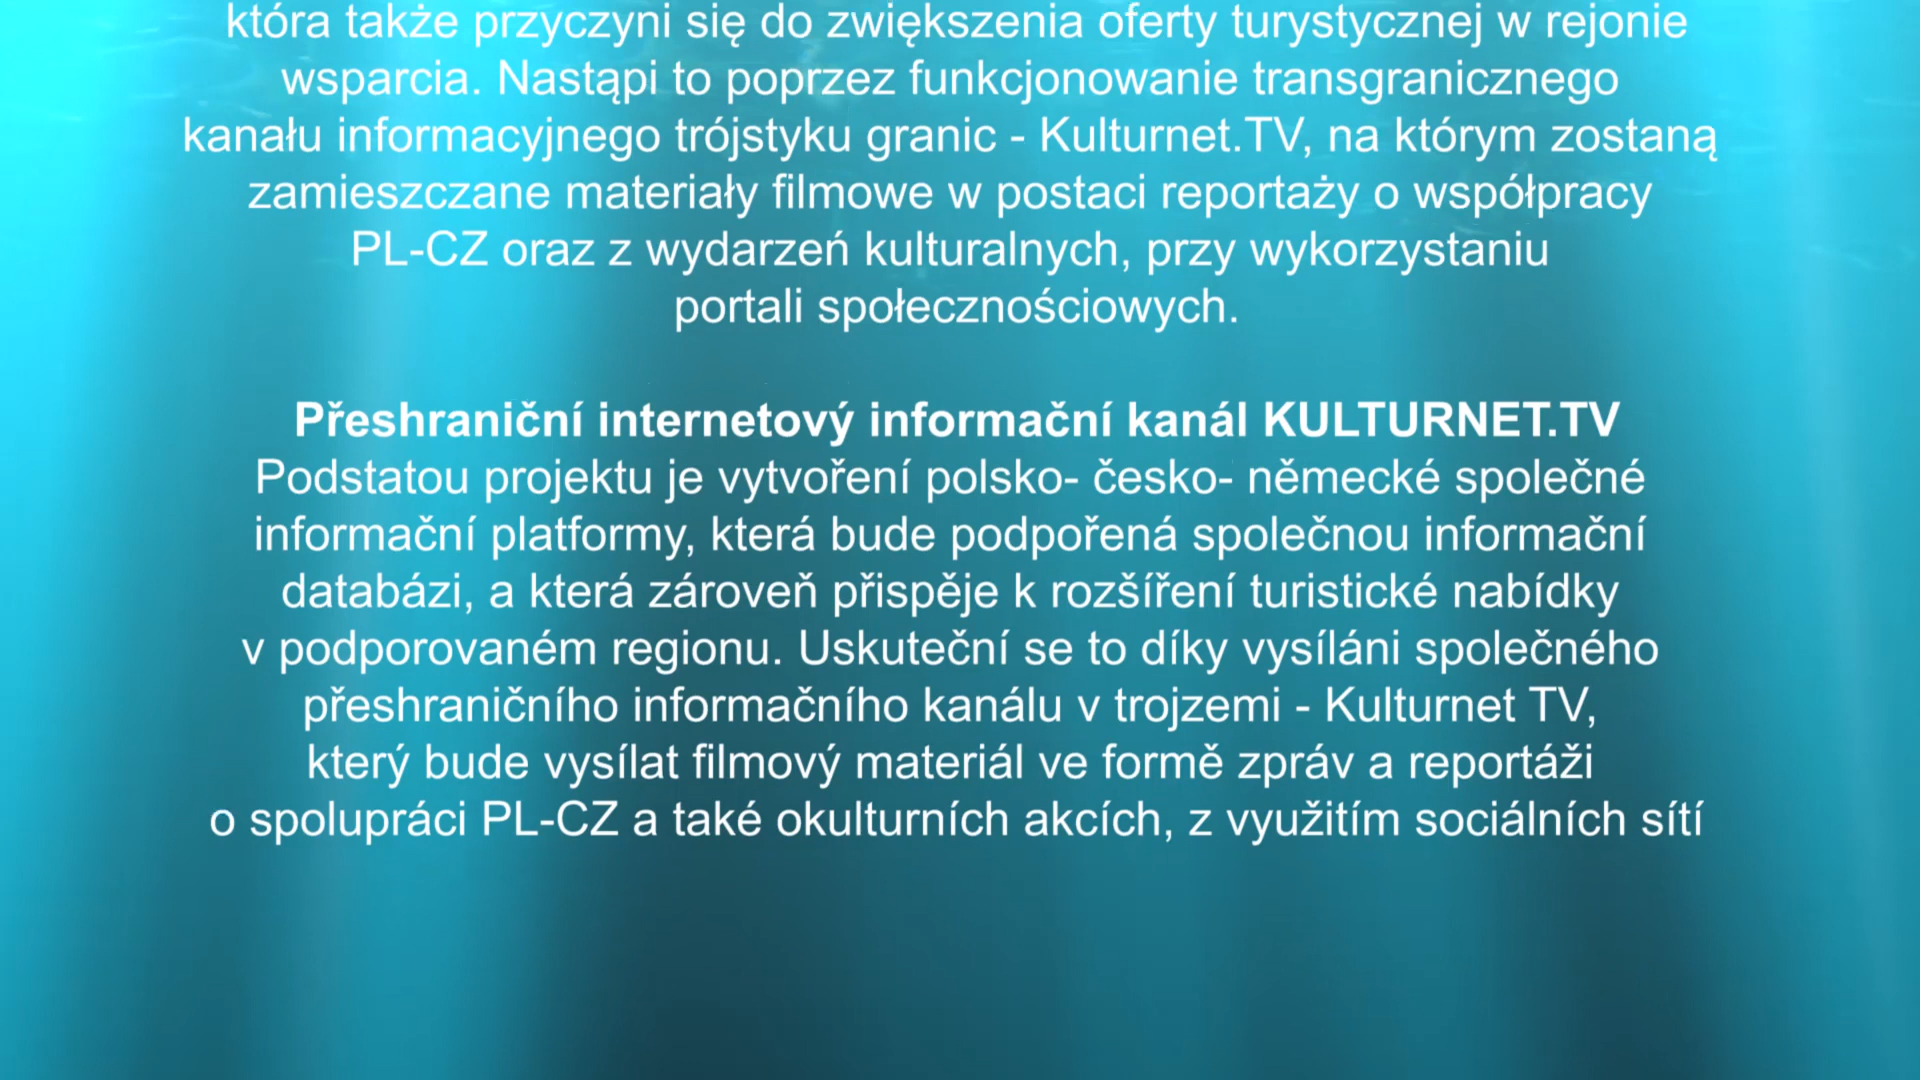 która także przyczyni się do zwiększenia oferty turystycznej w rejonie
wsparcia. Nastąpi to poprzez funkcjonowanie transgranicznego
kanału informacyjnego trójstyku granic - Kulturnet.TV, na którym zostaną
zamieszczane materiały filmowe w postaci reportaży o współpracy
PL-CZ oraz z wydarzeń kulturalnych, przy wykorzystaniu
portali społecznościowych.
Přeshraniční internetový informační kanál KULTURNET.TV
Podstatou projektu je vytvoření polsko- česko- německé společné
informační platformy, která bude podpořená společnou informační
databázi, a která zároveň přispěje k rozšíření turistické nabídky
v podporovaném regionu. Uskuteční se to díky vysíláni společného
přeshraničního informačního kanálu v trojzemi - Kulturnet TV,
který bude vysílat filmový materiál ve formě zpráv a reportáži
o spolupráci PL-CZ a také okulturních akcích, z využitím sociálních sítí